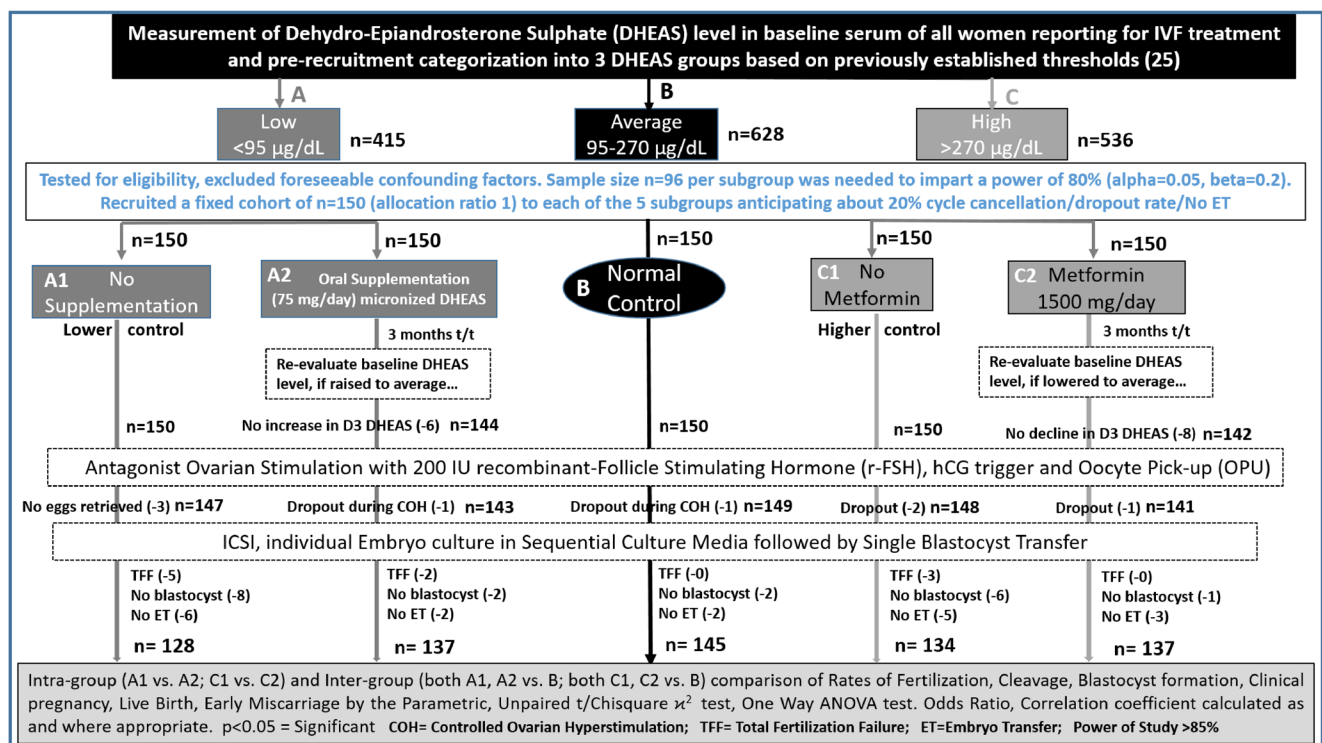 Measurement of Dehydro-Epiandrosterone Sulphate (DHEAS) level in baseline serum of all women reporting for IVF treatment
and pre-recruitment categorization into 3 DHEAS groups based on previously established thresholds (25)
A
B
C
Low
<95 µg/dL
n=415
Average
95-270 µg/dL
n=628
High
>270 µg/dL
n=536
Tested for eligibility, excluded foreseeable confounding factors. Sample size n=96 per subgroup was needed to impart a power of 80% (alpha=0.05, beta=0.2).
Recruited a fixed cohort of n=150 (allocation ratio 1) to each of the 5 subgroups anticipating about 20% cycle cancellation/dropout rate/No ET
n=150
n=150
n=150
n=150
n=150
A1 No
Supplementation
A2 Oral Supplementation
(75 mg/day) micronized DHEAS
B Normal
Control
C1 No
Metformin
C2 Metformin
1500 mg/day
Lower control
3 months t/t
Higher control
3 months t/t
Re-evaluate baseline DHEAS
level, if raised to average...
Re-evaluate baseline DHEAS
level, if lowered to average...
n=150
No increase in D3 DHEAS (-6) n=144
n=150
n=150
No decline in D3 DHEAS (-8) n=142
Antagonist Ovarian Stimulation with 200 IU recombinant-Follicle Stimulating Hormone (r-FSH), hCG trigger and Oocyte Pick-up (OPU)
No eggs retrieved (-3) n=147
Dropout during COH (-1) n=143
Dropout during COH (-1) n=149
Dropout (-2) n=148
Dropout (-1) n=141
ICSI, individual Embryo culture in Sequential Culture Media followed by Single Blastocyst Transfer
TFF (-5)
No blastocyst (-8)
No ET (-6)
n= 128
TFF (-2)
No blastocyst (-2)
No ET (-2)
n= 137
TFF (-0)
No blastocyst (-2)
No ET (-2)
n= 145
TFF (-3)
No blastocyst (-6)
No ET (-5)
n= 134
TFF (-0)
No blastocyst (-1)
No ET (-3)
n= 137
Intra-group (A1 vs. A2; C1 vs. C2) and Inter-group (both A1, A2 vs. B; both C1, C2 vs. B) comparison of Rates of Fertilization, Cleavage, Blastocyst formation, Clinical
pregnancy, Live Birth, Early Miscarriage by the Parametric, Unpaired t/Chisquare ϰ² test, One Way ANOVA test. Odds Ratio, Correlation coefficient calculated as
and where appropriate. p<0.05 = Significant COH= Controlled Ovarian Hyperstimulation; TFF= Total Fertilization Failure; ET=Embryo Transfer; Power of Study >85%